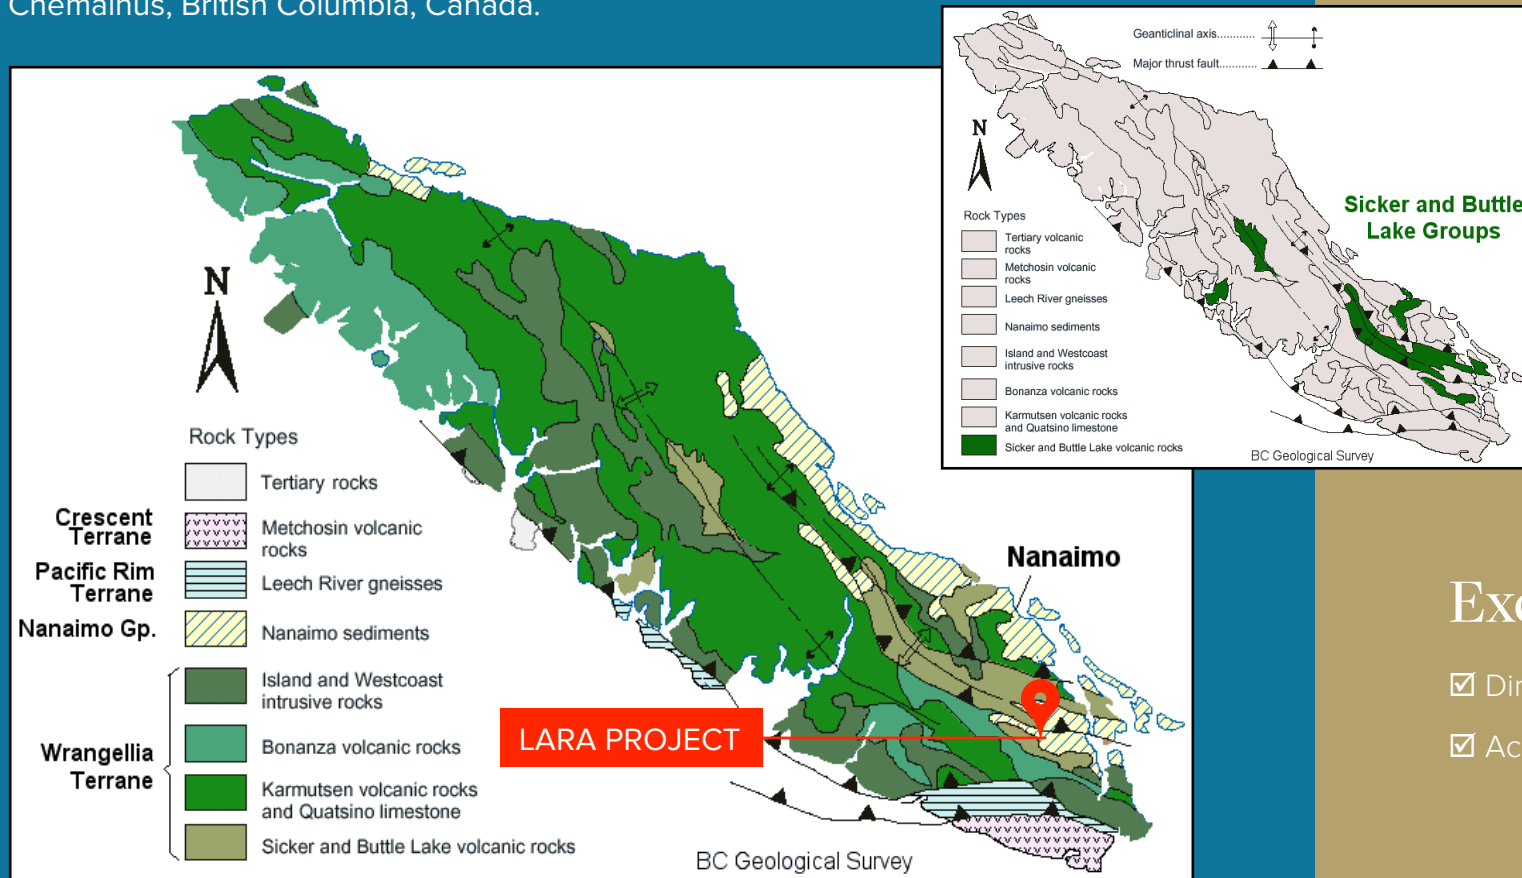 Chemainus, British Columbia, Canada.
N
Rock Types
Tertiary rocks
Crescent
Terrane
Metchosin volcanic
rocks
Pacific Rim
Terrane
Leech River gneisses
Nanaimo Gp.
Nanaimo sediments
Island and Westcoast
intrusive rocks
Wrangellia
Terrane
Bonanza volcanic rocks
Karmutsen volcanic rocks
and Quatsino limestone
Sicker and Buttle Lake volcanic rocks
LARA PROJECT
Nanaimo
BC Geological Survey
Geanticlinal axis...........
Major thrust fault...........
N
Sicker and Buttle
Lake Groups
Rock Types
Tertiary volcanic
rocks
Metchosin volcanic
rocks
Leech River gneisses
Nanaimo sediments
Island and Westcoast
intrusive rocks
Bonanza volcanic rocks
Karmutsen volcanic rocks
and Quatsino limestone
Sicker and Buttle Lake volcanic rocks
BC Geological Survey